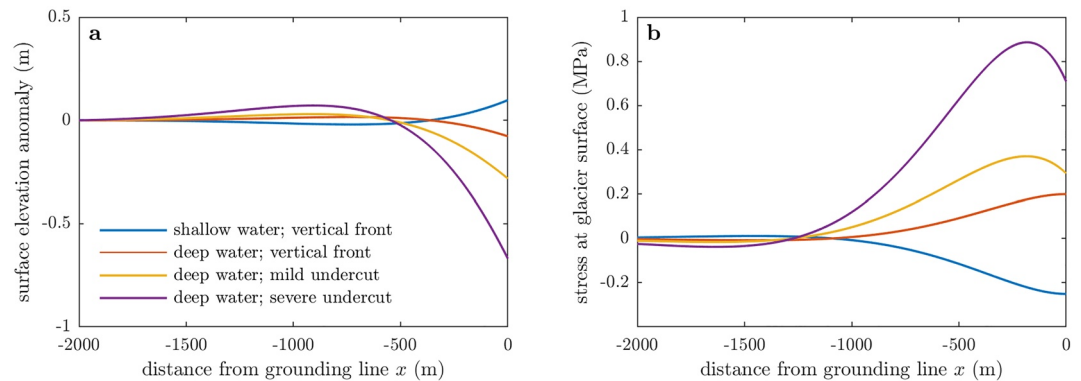 a
0.5
0
-0.5
-1
surface elevation anomaly (m)
shallow water; vertical front
deep water; vertical front
deep water; mild undercut
deep water; severe undercut
-2000 -1500 -1000 -500 0
distance from grounding line x (m)
b
1
0.8
0.6
0.4
0.2
0
-0.2
stress at glacier surface (MPa)
-2000 -1500 -1000 -500 0
distance from grounding line x (m)